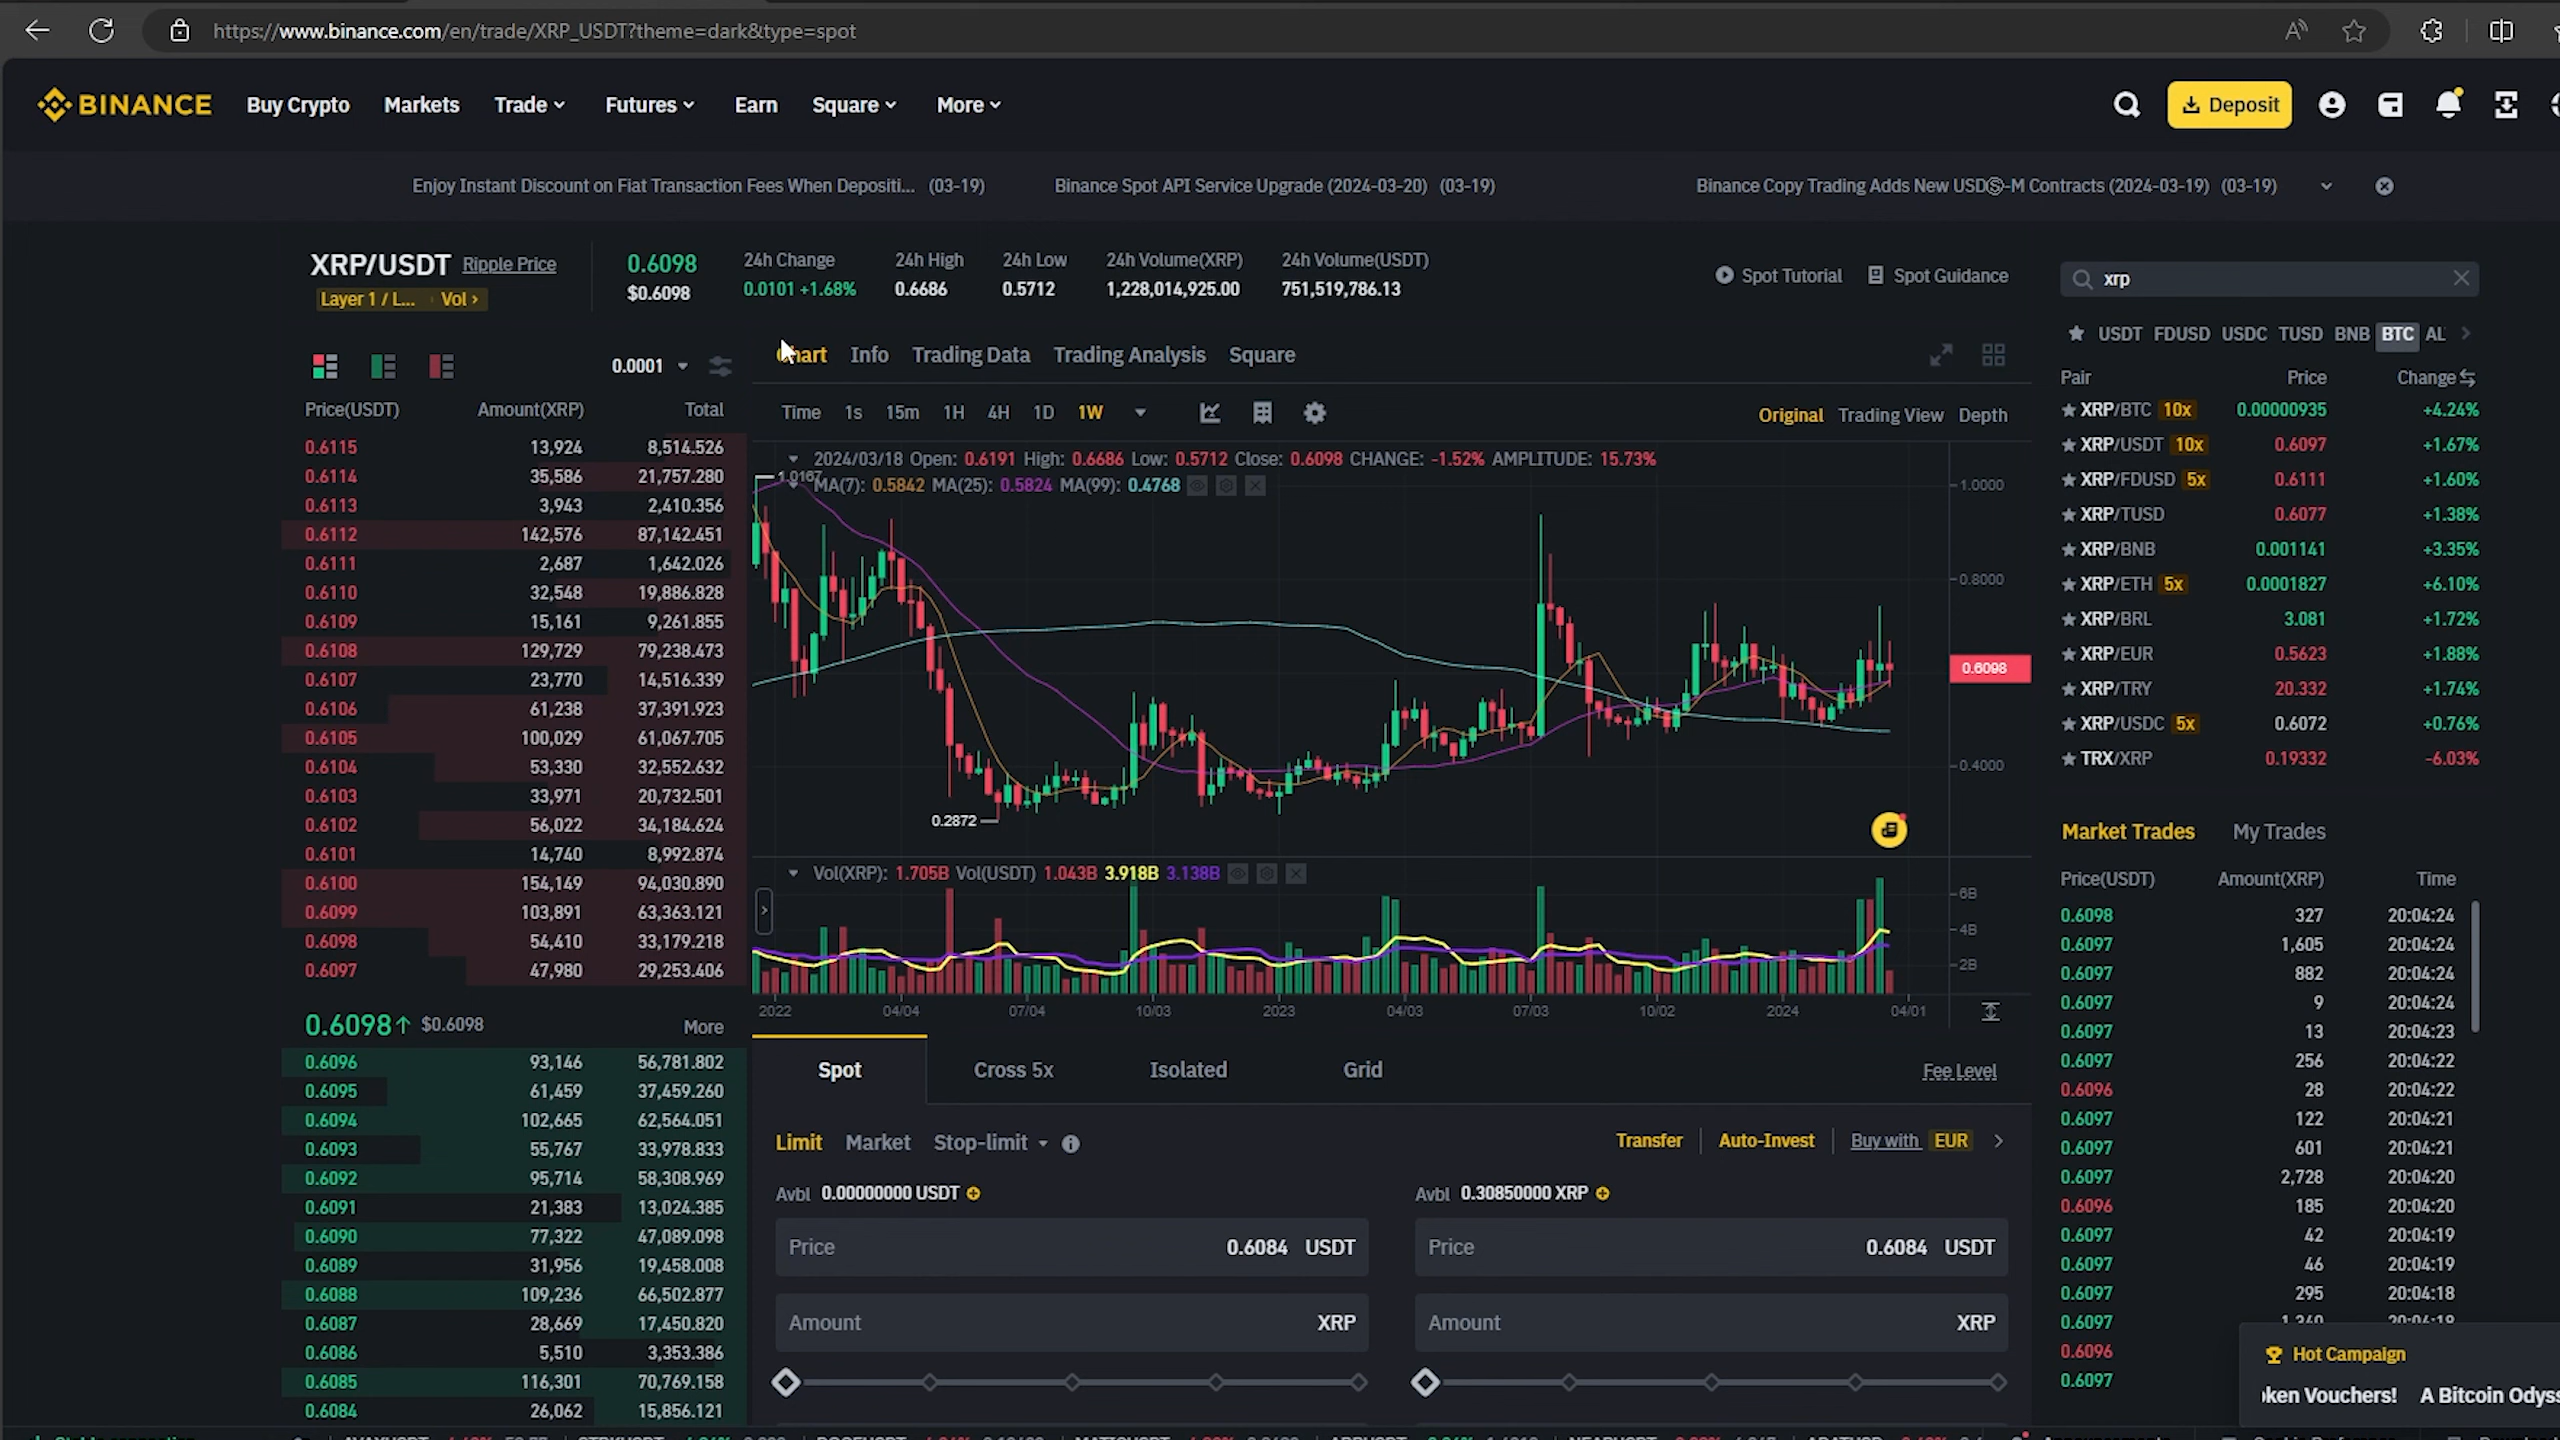 https://www.binance.com/en/trade/XRP_USDT?theme=dark&type=spot
BINANCE Buy Crypto Markets Trade Futures Earn Square More Deposit
Enjoy Instant Discount on Fiat Transaction Fees When Depositi... (03-19) Binance Spot API Service Upgrade (2024-03-20) (03-19) Binance Copy Trading Adds New USDⓈ-M Contracts (2024-03-19) (03-19)
XRP/USDT Ripple Price
Layer 1 / L... Vol
0.6098
$0.6098
24h Change
0.0101 +1.68%
24h High
0.6686
24h Low
0.5712
24h Volume(XRP)
1,228,014,925.00
24h Volume(USDT)
751,519,786.13
Spot Tutorial Spot Guidance
0.0001
Price(USDT) Amount(XRP) Total
0.6115 13,924 8,514.526
0.6114 35,586 21,757.280
0.6113 3,943 2,410.356
0.6112 142,576 87,142.451
0.6111 2,687 1,642.026
0.6110 32,548 19,886.828
0.6109 15,161 9,261.855
0.6108 129,729 79,238.473
0.6107 23,770 14,516.339
0.6106 61,238 37,391.923
0.6105 100,029 61,067.705
0.6104 53,330 32,552.632
0.6103 33,971 20,732.501
0.6102 56,022 34,184.624
0.6101 14,740 8,992.874
0.6100 154,149 94,030.890
0.6099 103,891 63,363.121
0.6098 54,410 33,179.218
0.6097 47,980 29,253.406
0.6098↑ $0.6098 More
0.6096 93,146 56,781.802
0.6095 61,459 37,459.260
0.6094 102,665 62,564.051
0.6093 55,767 33,978.833
0.6092 95,714 58,308.969
0.6091 21,383 13,024.385
0.6090 77,322 47,089.098
0.6089 31,956 19,458.008
0.6088 109,236 66,502.877
0.6087 28,669 17,450.820
0.6086 5,510 3,353.386
0.6085 116,301 70,769.158
0.6084 26,062 15,856.121
Chart Info Trading Data Trading Analysis Square
Time 1s 15m 1H 4H 1D 1W
Original Trading View Depth
2024/03/18 Open: 0.6191 High: 0.6686 Low: 0.5712 Close: 0.6098 CHANGE: -1.52% AMPLITUDE: 15.73%
1.0167
MA(7): 0.5842 MA(25): 0.5824 MA(99): 0.4768
1.0000
0.8000
0.6098
0.4000
0.2872
Vol(XRP): 1.705B Vol(USDT) 1.043B 3.918B 3.138B
6B
4B
2B
2022 04/04 07/04 10/03 2023 04/03 07/03 10/02 2024 04/01
Spot Cross 5x Isolated Grid Fee Level
Limit Market Stop-limit Transfer Auto-Invest Buy with EUR
Avbl 0.00000000 USDT Avbl 0.30850000 XRP
Price 0.6084 USDT Price 0.6084 USDT
Amount XRP Amount XRP
xrp
USDT FDUSD USDC TUSD BNB BTC AL
Pair Price Change
XRP/BTC 10x 0.00000935 +4.24%
XRP/USDT 10x 0.6097 +1.67%
XRP/FDUSD 5x 0.6111 +1.60%
XRP/TUSD 0.6077 +1.38%
XRP/BNB 0.001141 +3.35%
XRP/ETH 5x 0.0001827 +6.10%
XRP/BRL 3.081 +1.72%
XRP/EUR 0.5623 +1.88%
XRP/TRY 20.332 +1.74%
XRP/USDC 5x 0.6072 +0.76%
TRX/XRP 0.19332 -6.03%
Market Trades My Trades
Price(USDT) Amount(XRP) Time
0.6098 327 20:04:24
0.6097 1,605 20:04:24
0.6097 882 20:04:24
0.6097 9 20:04:24
0.6097 13 20:04:23
0.6097 256 20:04:22
0.6096 28 20:04:22
0.6097 122 20:04:21
0.6097 601 20:04:21
0.6097 2,728 20:04:20
0.6096 185 20:04:20
0.6097 42 20:04:19
0.6097 46 20:04:19
0.6097 295 20:04:18
0.6097
0.6096
0.6097
Hot Campaign
oken Vouchers! A Bitcoin Odyss